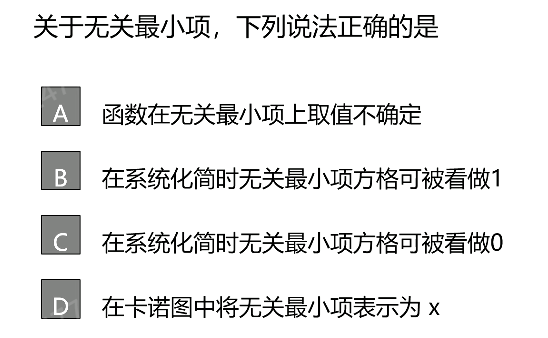 关于无关最小项，下列说法正确的是
A 函数在无关最小项上取值不确定
B 在系统化简时无关最小项方格可被看做1
C 在系统化简时无关最小项方格可被看做0
D 在卡诺图中将无关最小项表示为 x